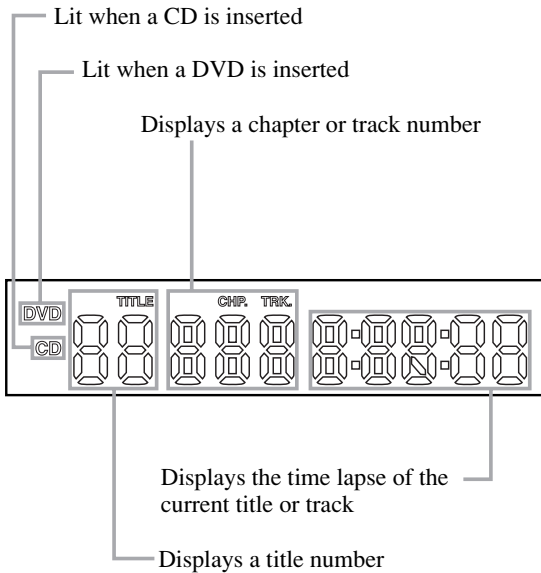 Lit when a CD is inserted
Lit when a DVD is inserted
Displays a chapter or track number
TITLE CHP. TRK.
DVD
CD
Displays the time lapse of the
current title or track
Displays a title number